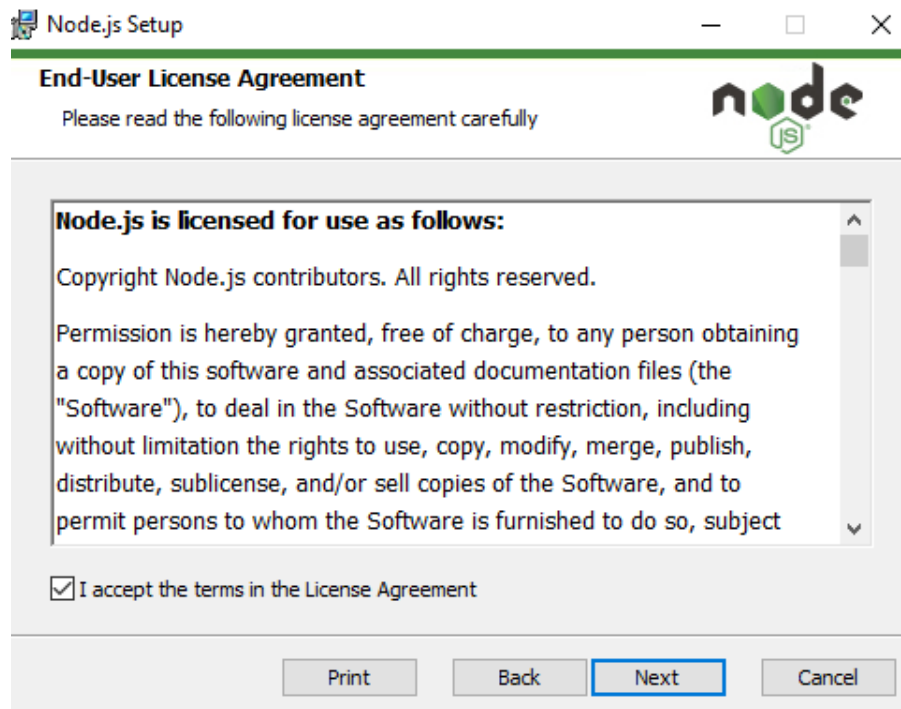 Node.js Setup
End-User License Agreement
Please read the following license agreement carefully
node
JS
Node.js is licensed for use as follows:
Copyright Node.js contributors. All rights reserved.
Permission is hereby granted, free of charge, to any person obtaining
a copy of this software and associated documentation files (the
"Software"), to deal in the Software without restriction, including
without limitation the rights to use, copy, modify, merge, publish,
distribute, sublicense, and/or sell copies of the Software, and to
permit persons to whom the Software is furnished to do so, subject
I accept the terms in the License Agreement
Print Back Next Cancel